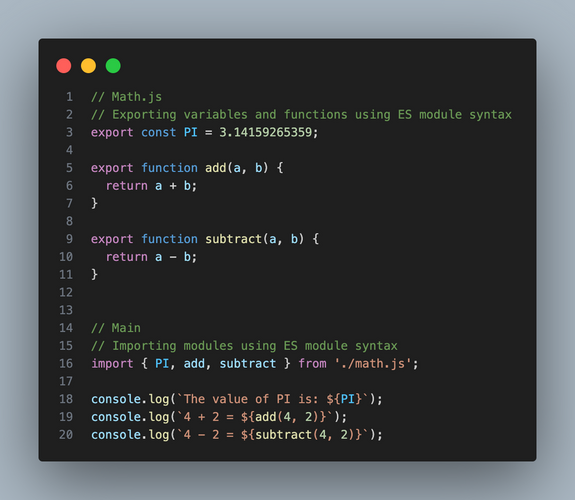 1 // Math.js
2 // Exporting variables and functions using ES module syntax
3 export const PI = 3.14159265359;
4
5 export function add(a, b) {
6   return a + b;
7 }
8
9 export function subtract(a, b) {
10   return a - b;
11 }
12
13
14 // Main
15 // Importing modules using ES module syntax
16 import { PI, add, subtract } from './math.js';
17
18 console.log(`The value of PI is: ${PI}`);
19 console.log(`4 + 2 = ${add(4, 2)}`);
20 console.log(`4 - 2 = ${subtract(4, 2)}`);